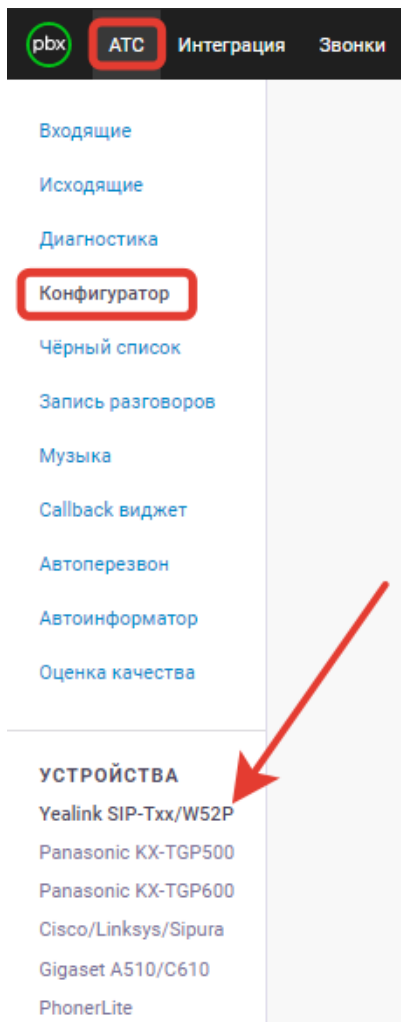 pbx АТС Интеграция Звонки
Входящие
Исходящие
Диагностика
Конфигуратор
Чёрный список
Запись разговоров
Музыка
Callback виджет
Автоперезвон
Автоинформатор
Оценка качества
УСТРОЙСТВА
Yealink SIP-Txx/W52P
Panasonic KX-TGP500
Panasonic KX-TGP600
Cisco/Linksys/Sipura
Gigaset A510/C610
PhonerLite